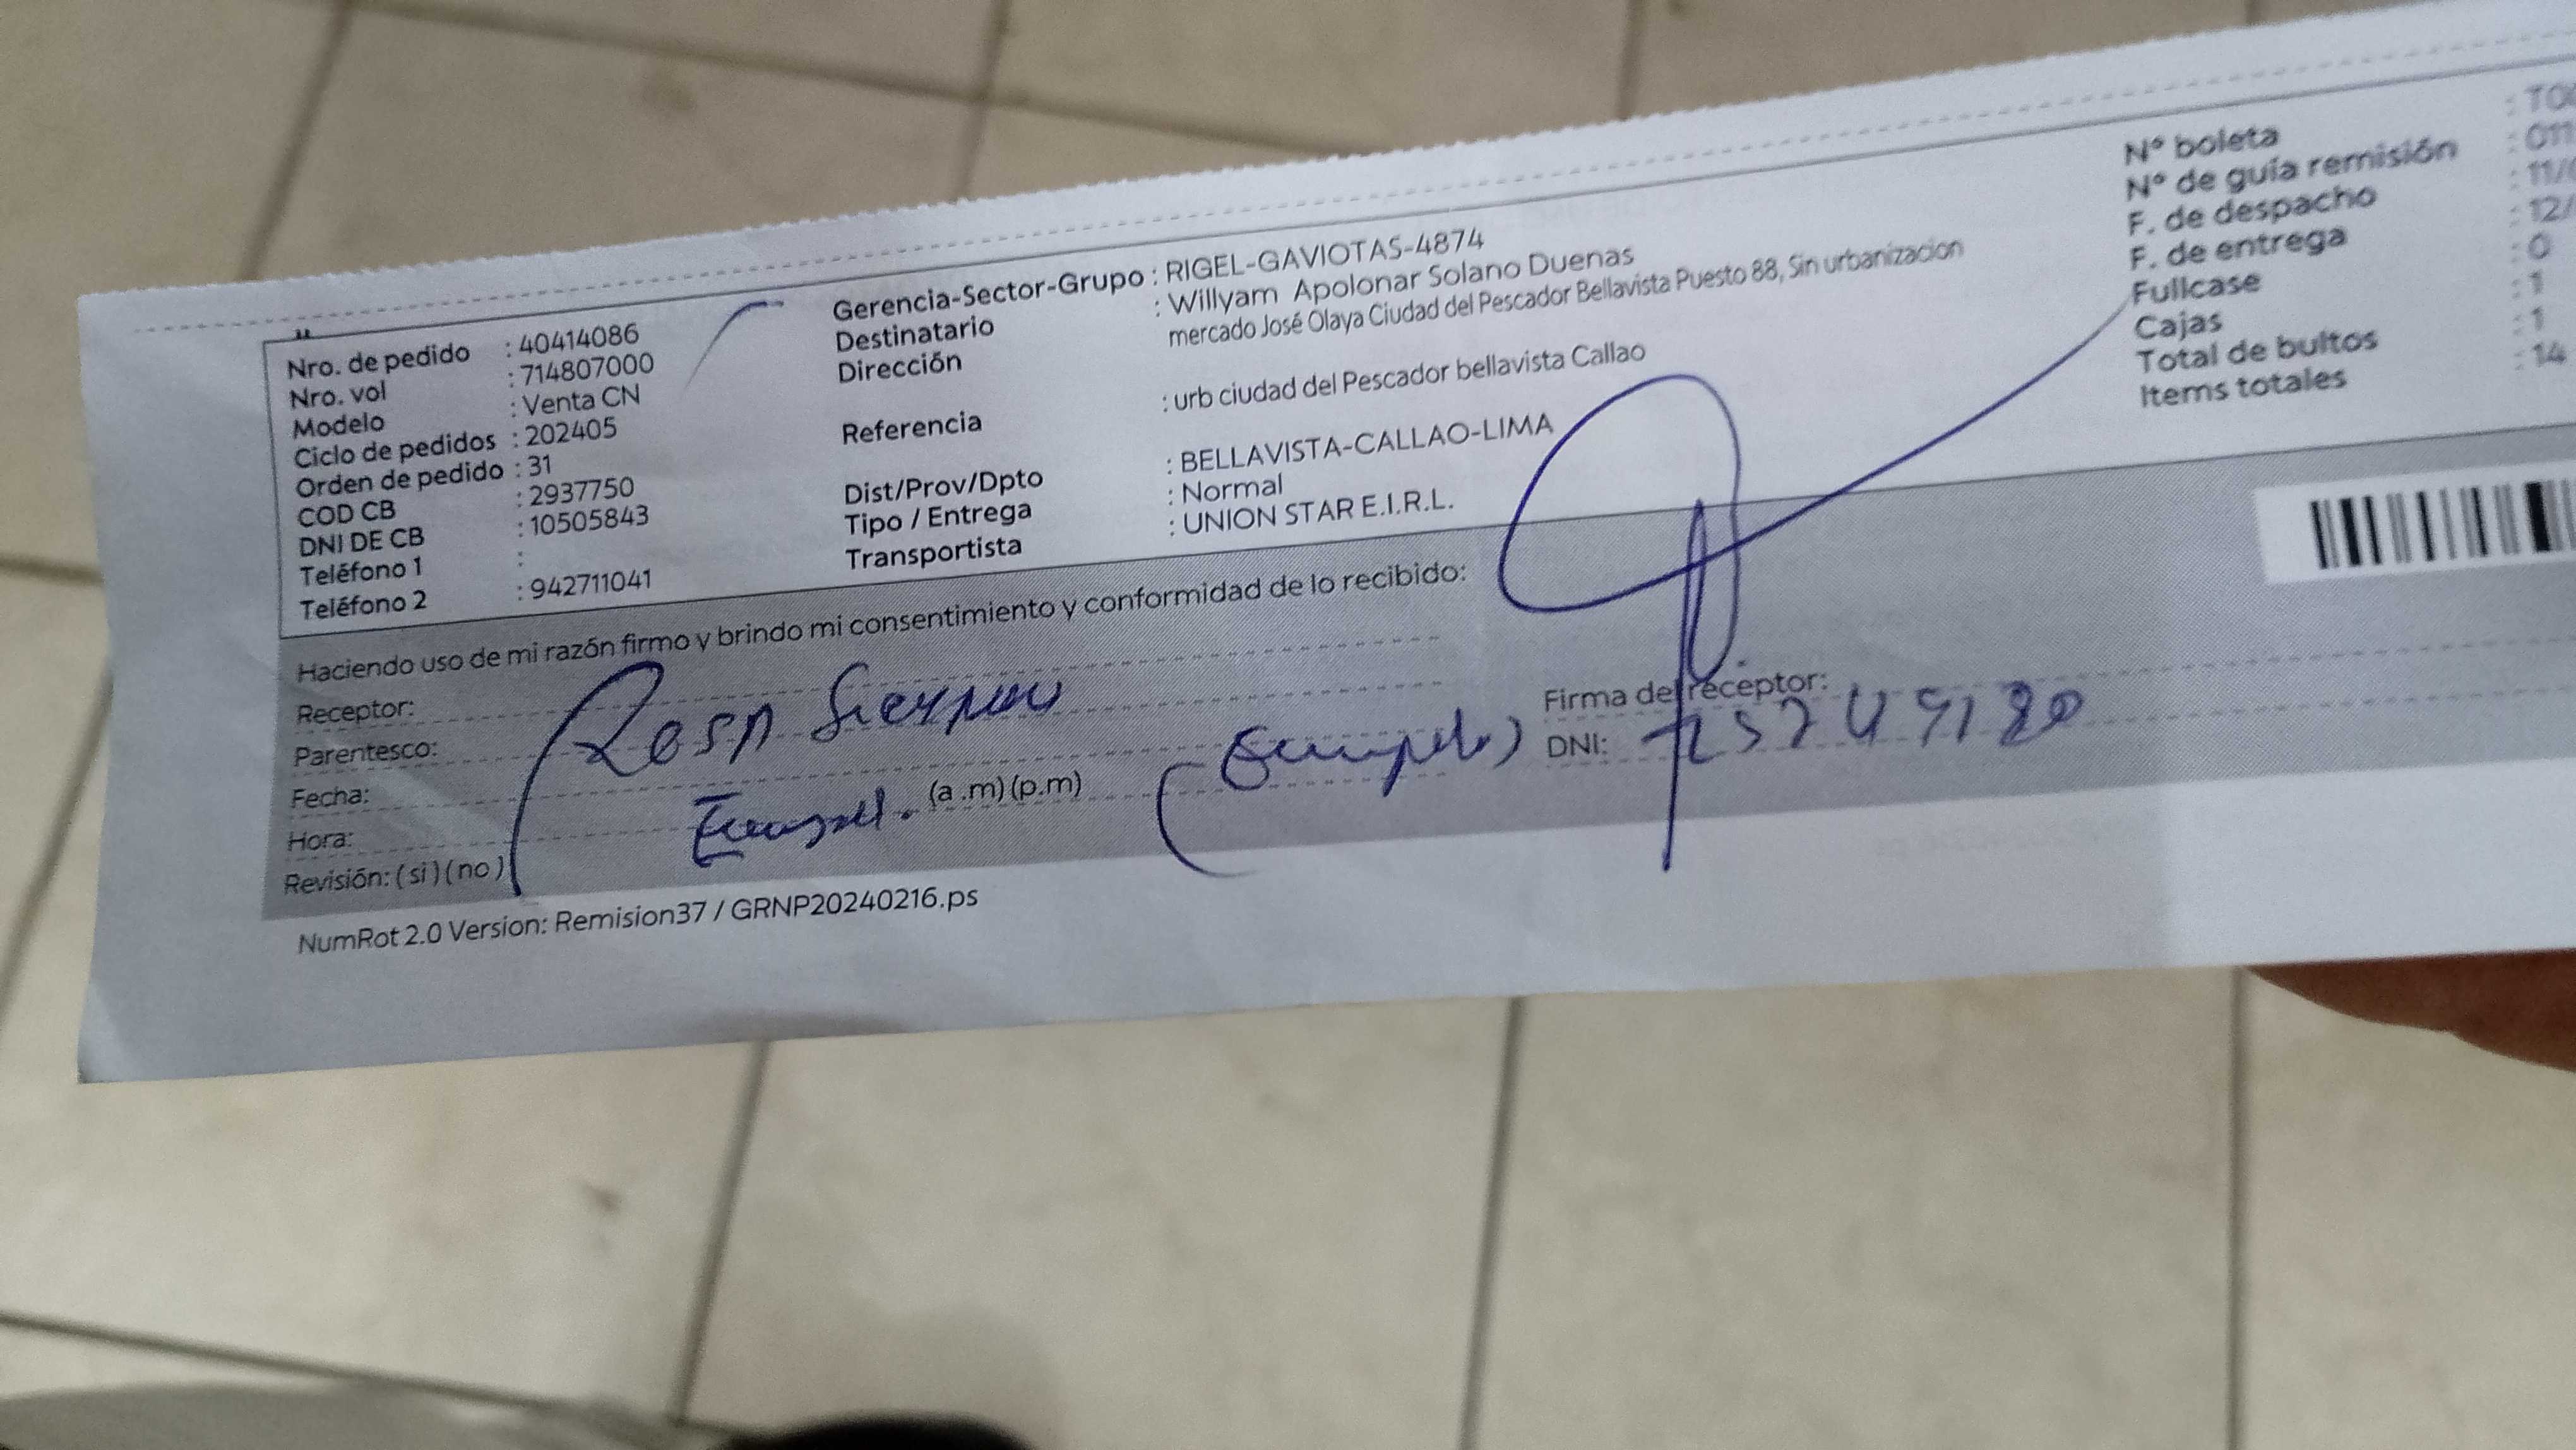 Nro. de pedido : 40414086
Nro. vol : 714807000
Modelo : Venta CN
Ciclo de pedidos : 202405
Orden de pedido : 31
COD CB : 2937750
DNI DE CB : 10505843
Teléfono 1 :
Teléfono 2 : 942711041
Gerencia-Sector-Grupo : RIGEL-GAVIOTAS-4874
Destinatario : Willyam Apolonar Solano Duenas
Dirección mercado José Olaya Ciudad del Pescador Bellavista Puesto 88, Sin urbanizacion
Referencia : urb ciudad del Pescador bellavista Callao
Dist/Prov/Dpto : BELLAVISTA-CALLAO-LIMA
Tipo / Entrega : Normal
Transportista : UNION STAR E.I.R.L.
N° boleta
N° de guía remisión
F. de despacho
F. de entrega
Fullcase : 0
Cajas : 1
Total de bultos : 1
Items totales : 14
Haciendo uso de mi razón firmo y brindo mi consentimiento y conformidad de lo recibido:
Receptor:
Parentesco:
Fecha:
Hora: (a .m) (p.m)
Revisión: (si) (no)
Firma del receptor:
DNI:
NumRot 2.0 Version: Remision37 / GRNP20240216.ps